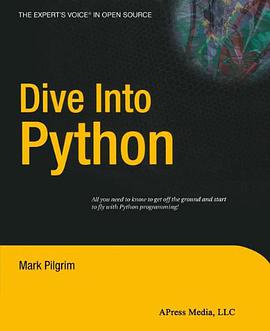 THE EXPERT'S VOICE® IN OPEN SOURCE
Dive Into
Python
All you need to know to get off the ground and start
to fly with Python programming!
Mark Pilgrim
APress Media, LLC